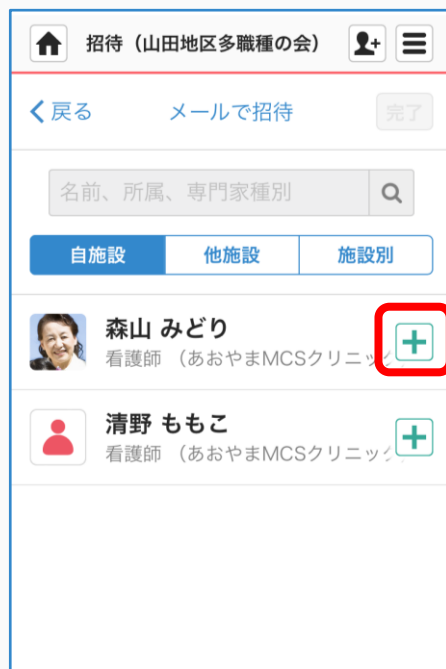 招待（山田地区多職種の会）
戻る メールで招待 完了
名前、所属、専門家種別
自施設 他施設 施設別
森山 みどり
看護師 （あおやまMCSクリニック
清野 ももこ
看護師 （あおやまMCSクリニック